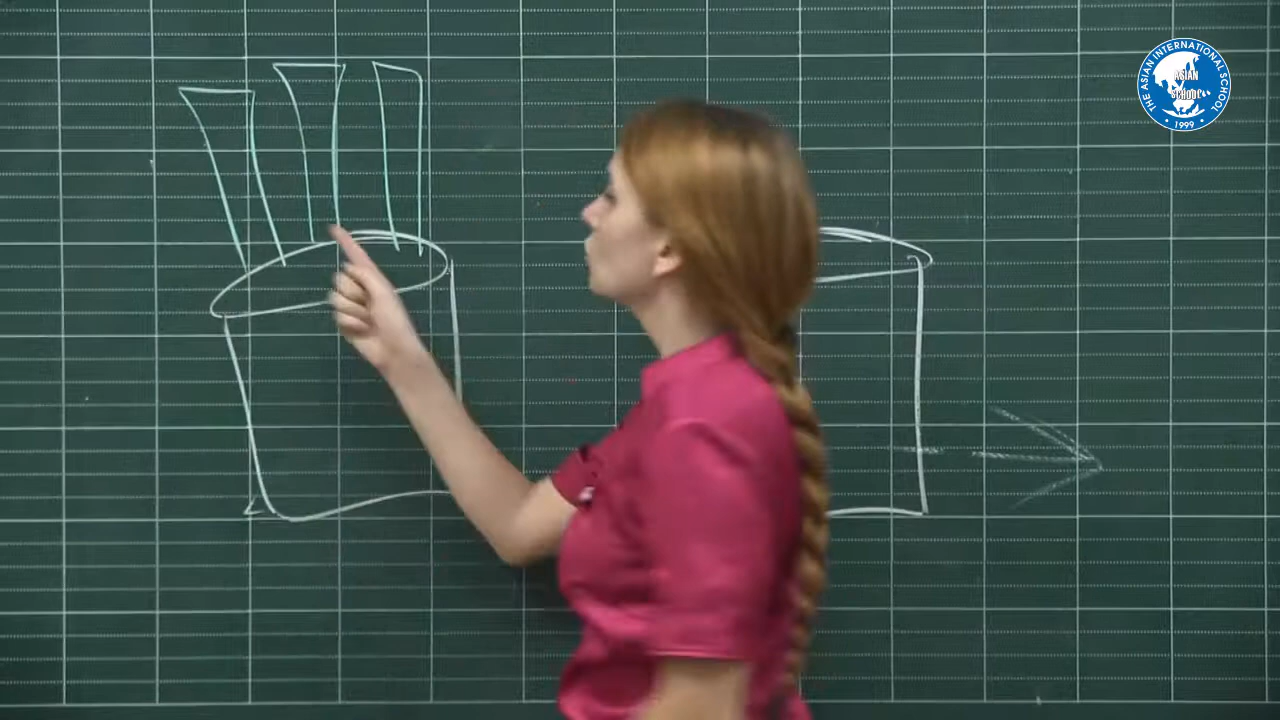 THE ASIAN INTERNATIONAL SCHOOL
ASIAN
SCHOOL
• 1999 •